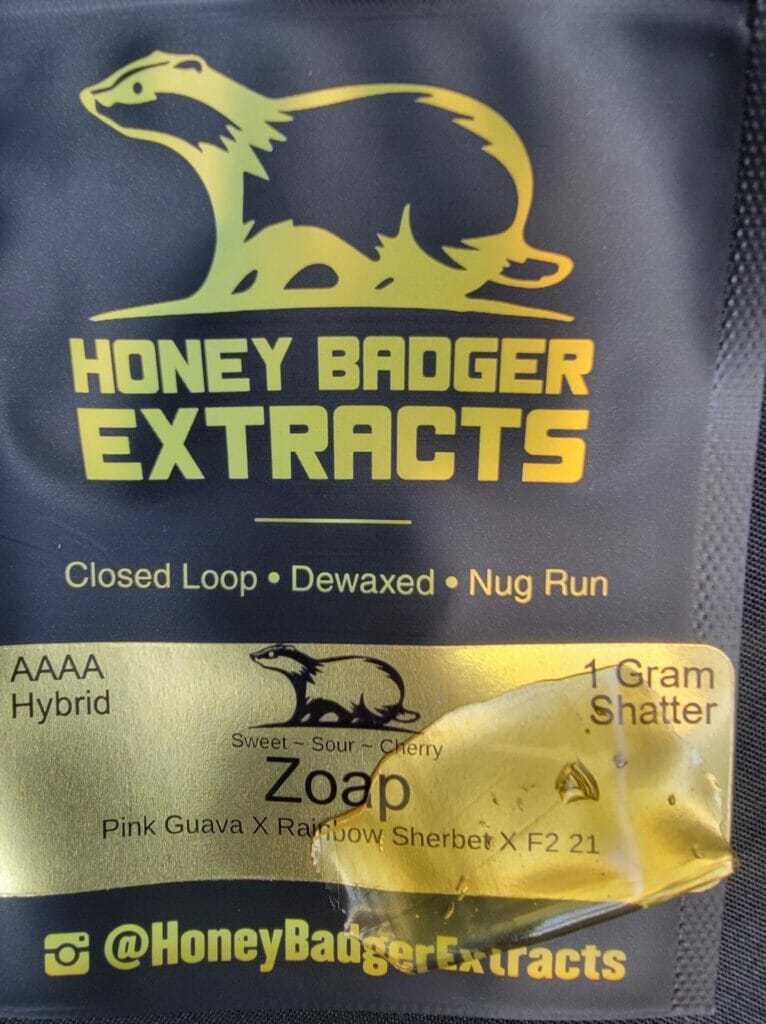 HONEY BADGER
EXTRACTS
Closed Loop • Dewaxed • Nug Run
AAAA
Hybrid
1 Gram
Shatter
Sweet ~ Sour ~ Cherry
Zoap
Pink Guava X Rainbow Sherbet X F2 21
@HoneyBadgerExtracts